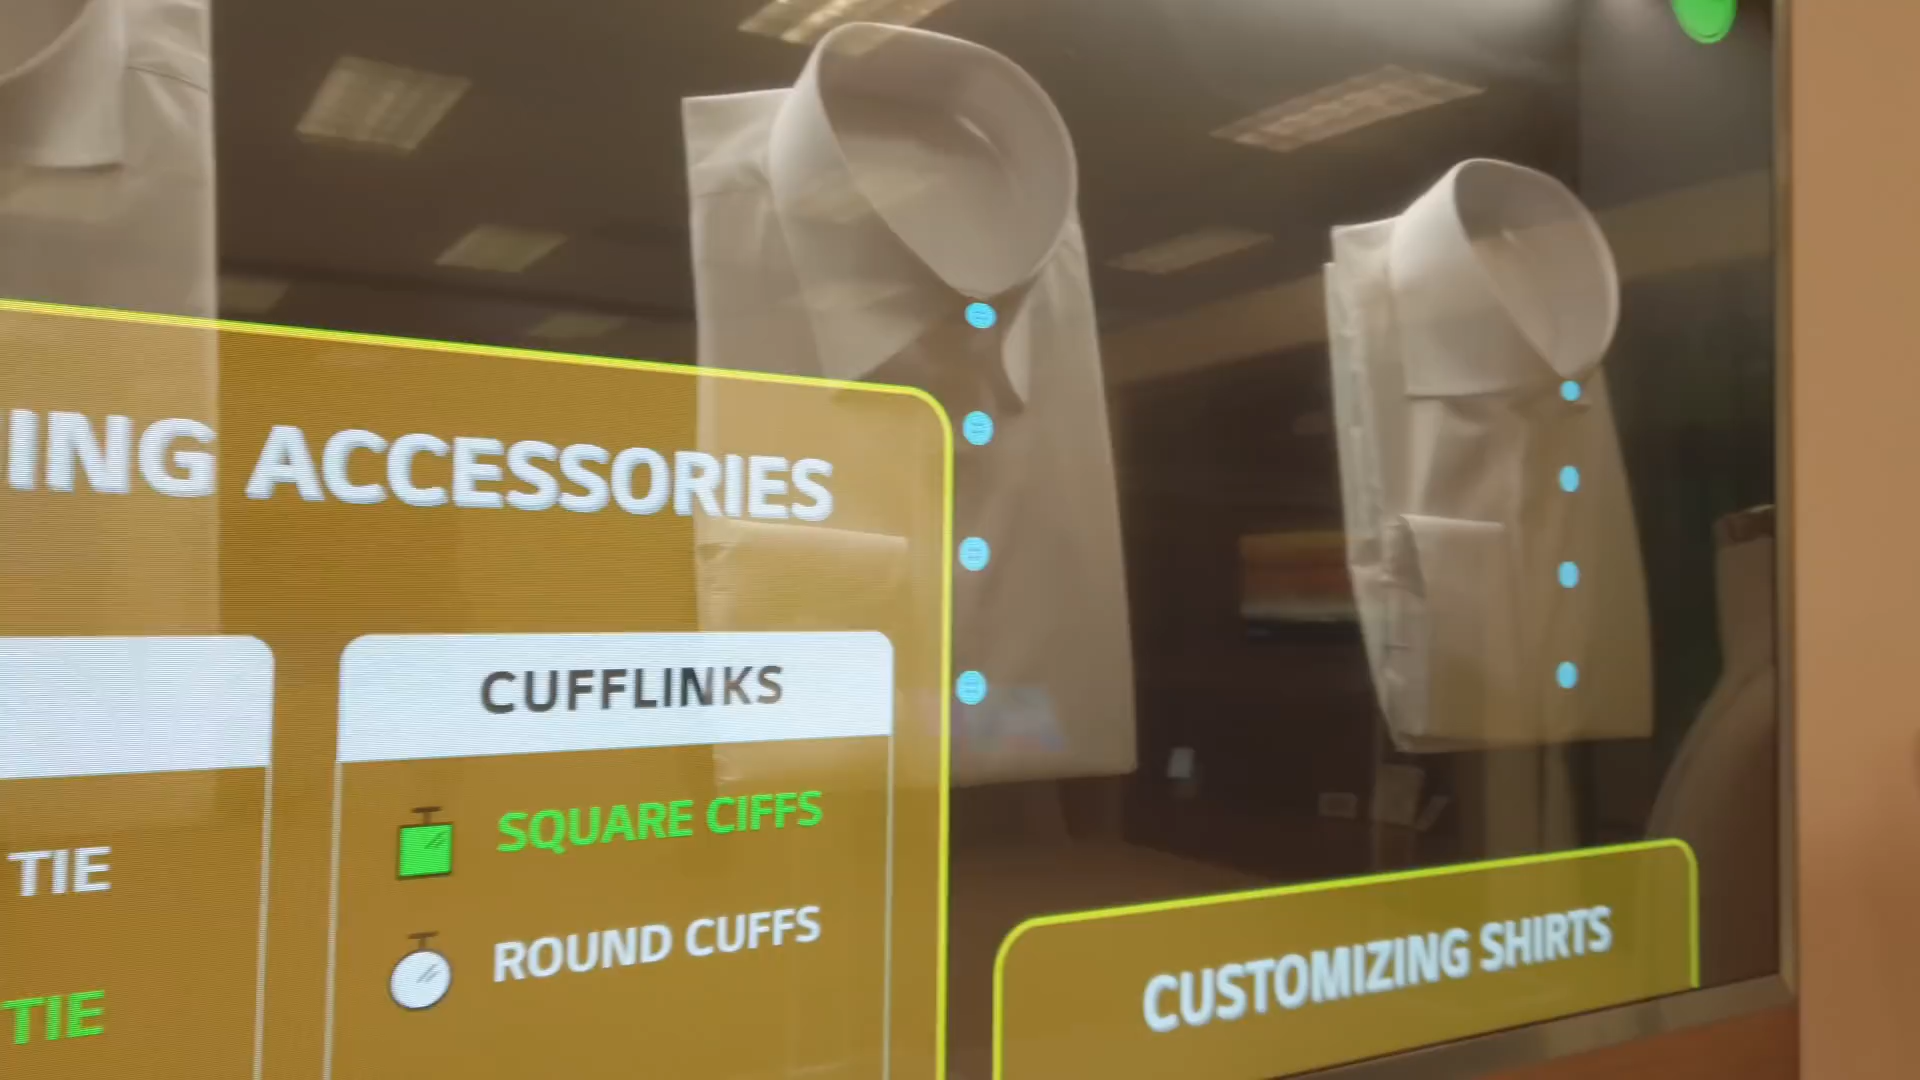 ING ACCESSORIES
CUFFLINKS
SQUARE CIFFS
TIE
ROUND CUFFS
TIE
CUSTOMIZING SHIRTS